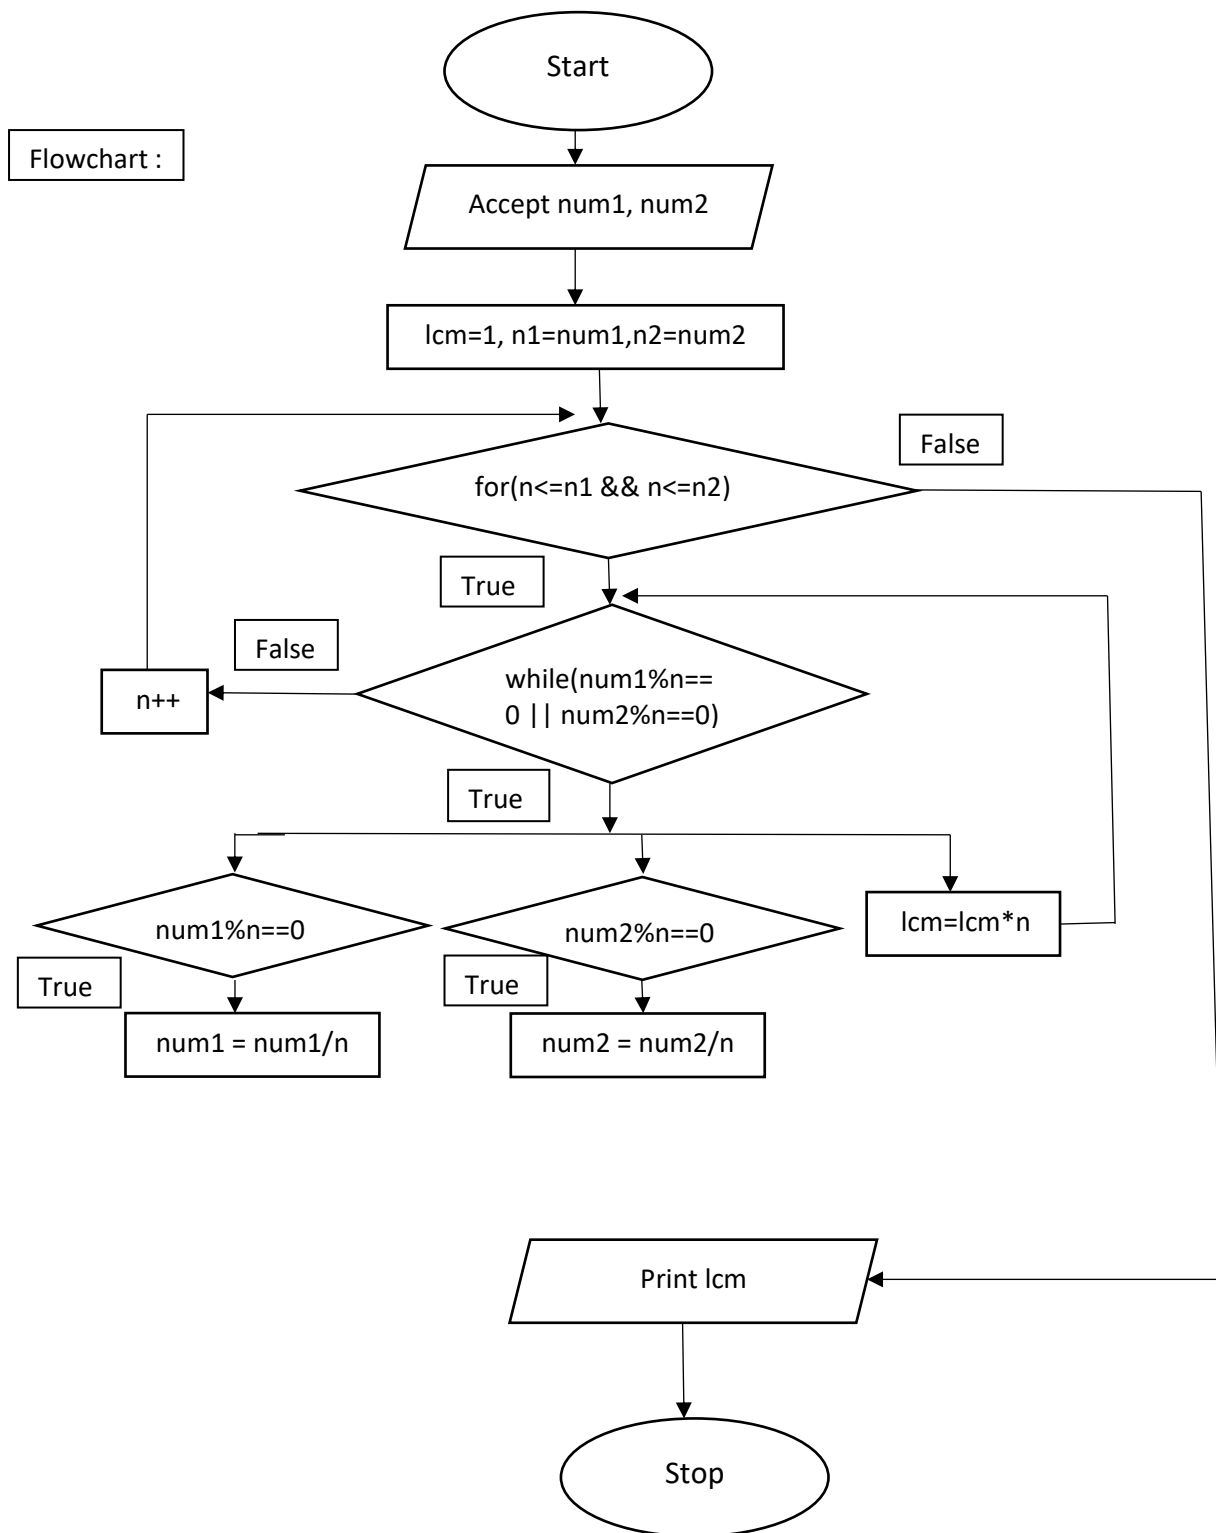 Start
Flowchart :
Accept num1, num2
lcm=1, n1=num1,n2=num2
False
for(n<=n1 && n<=n2)
True
False
n++
while(num1%n==
0 || num2%n==0)
True
num1%n==0
num2%n==0
lcm=lcm*n
True
True
num1 = num1/n
num2 = num2/n
Print lcm
Stop